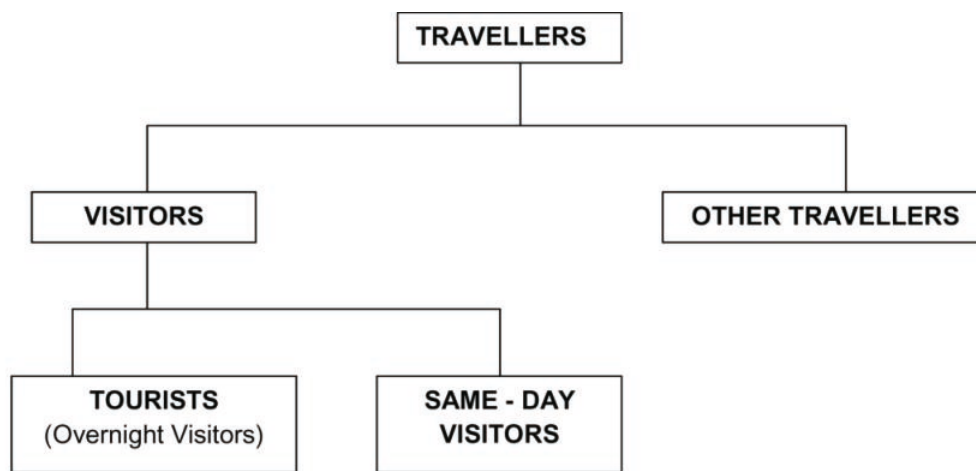 TRAVELLERS
VISITORS
OTHER TRAVELLERS
TOURISTS
(Overnight Visitors)
SAME - DAY
VISITORS